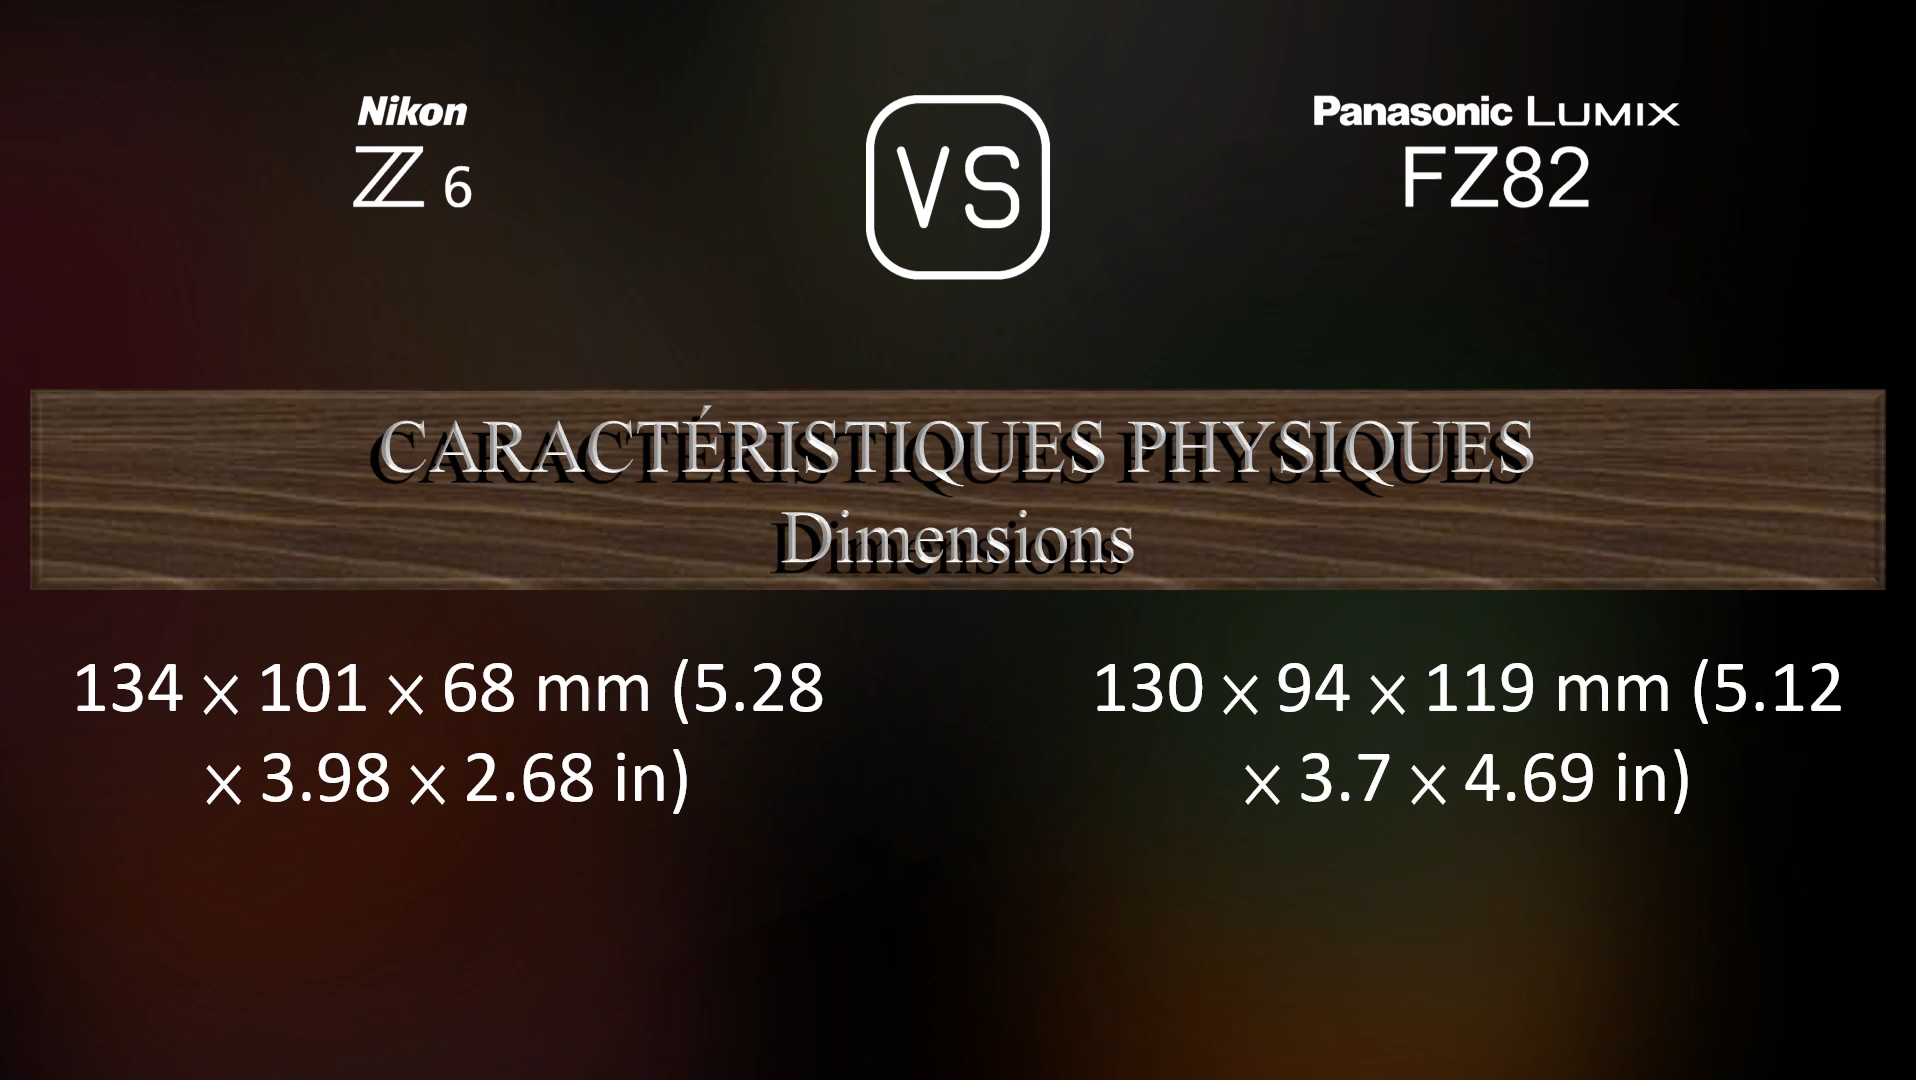 Nikon
Z 6
VS
Panasonic LUMIX
FZ82
CARACTÉRISTIQUES PHYSIQUES
Dimensions
134 x 101 x 68 mm (5.28
x 3.98 x 2.68 in)
130 x 94 x 119 mm (5.12
x 3.7 x 4.69 in)